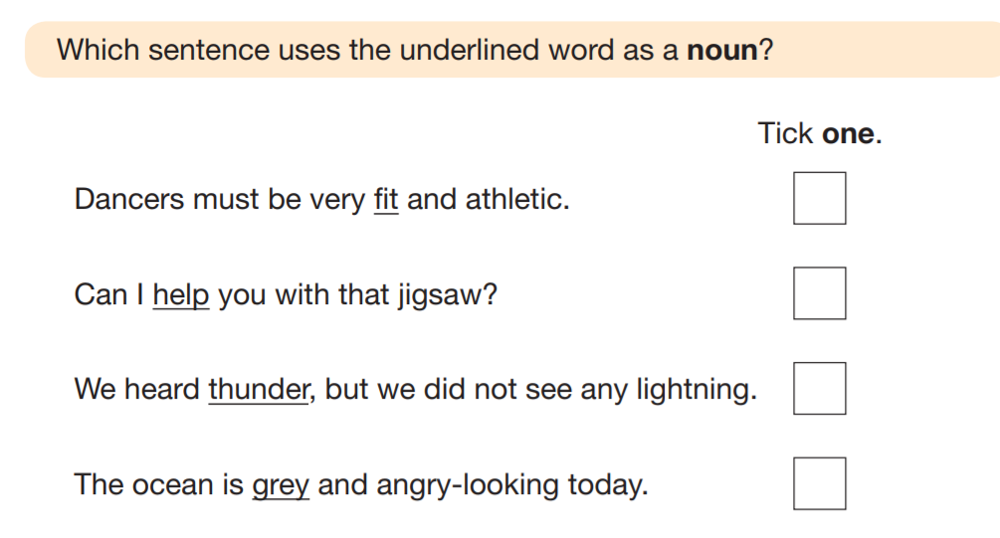 Which sentence uses the underlined word as a noun?
Tick one.
Dancers must be very fit and athletic.
Can I help you with that jigsaw?
We heard thunder, but we did not see any lightning.
The ocean is grey and angry-looking today.